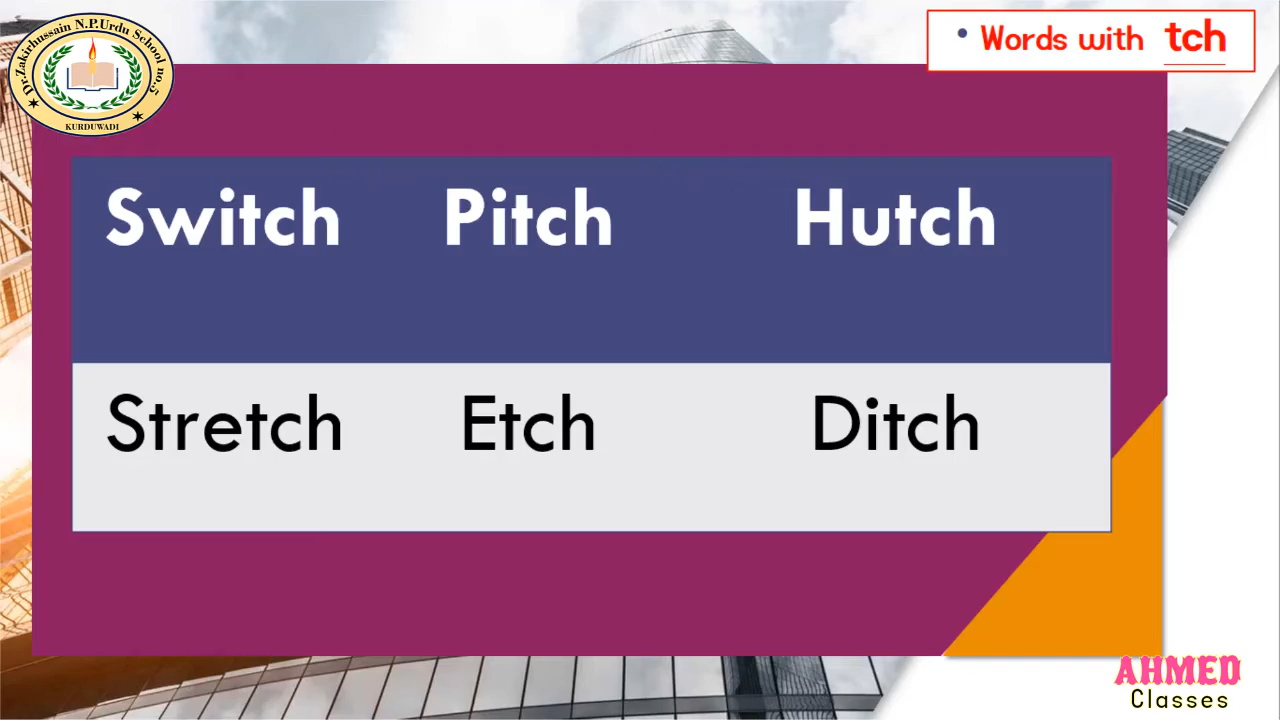 Dr.Zakirhussain N.P.Urdu School no.5
KURDUWADI
• Words with tch
Switch Pitch Hutch
Stretch Etch Ditch
AHMED
Classes